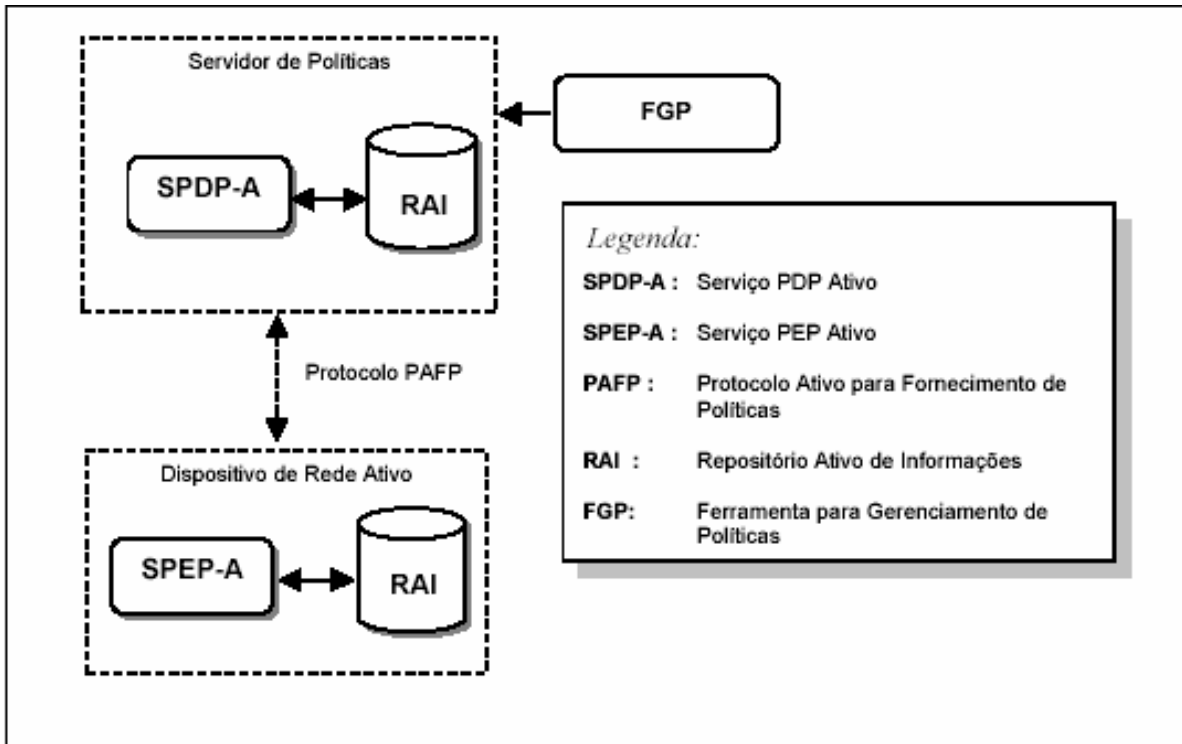 Servidor de Políticas
FGP
SPDP-A
RAI
Protocolo PAFP
Dispositivo de Rede Ativo
SPEP-A
RAI
Legenda:
SPDP-A : Serviço PDP Ativo
SPEP-A : Serviço PEP Ativo
PAFP : Protocolo Ativo para Fornecimento de
Políticas
RAI : Repositório Ativo de Informações
FGP: Ferramenta para Gerenciamento de
Políticas